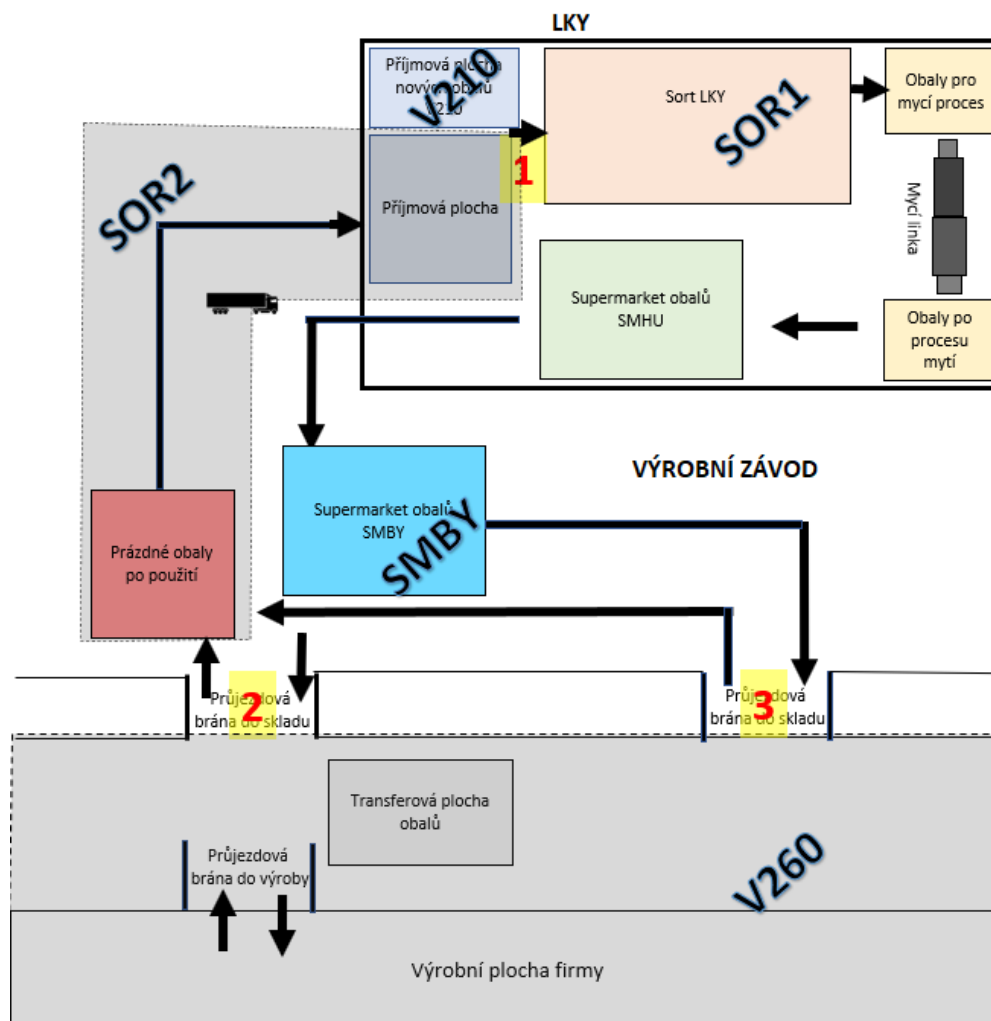 LKY
Příjmová plocha
nových obalů
V210
V210
Sort LKY
SOR1
Obaly pro
mycí proces
1
SOR2
Příjmová plocha
Mycí linka
Supermarket obalů
SMHU
Obaly po
procesu
mytí
VÝROBNÍ ZÁVOD
Supermarket obalů
SMBY
SMBY
Prázdné obaly
po použití
Průjezdová
brána do skladu
2
Průjezdová
brána do skladu
3
Transferová plocha
obalů
Průjezdová
brána do výroby
V260
Výrobní plocha firmy